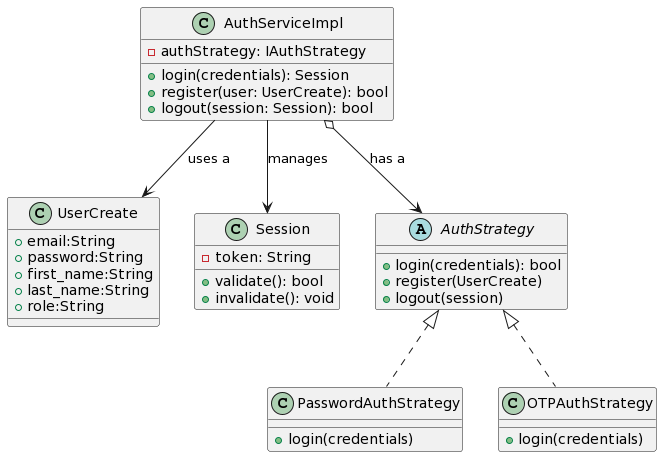 C AuthServiceImpl
authStrategy: IAuthStrategy
login(credentials): Session
register(user: UserCreate): bool
logout(session: Session): bool
uses a
manages
has a
C UserCreate
email:String
password:String
first_name:String
last_name:String
role:String
C Session
token: String
validate(): bool
invalidate(): void
A AuthStrategy
login(credentials): bool
register(UserCreate)
logout(session)
C PasswordAuthStrategy
login(credentials)
C OTPAuthStrategy
login(credentials)